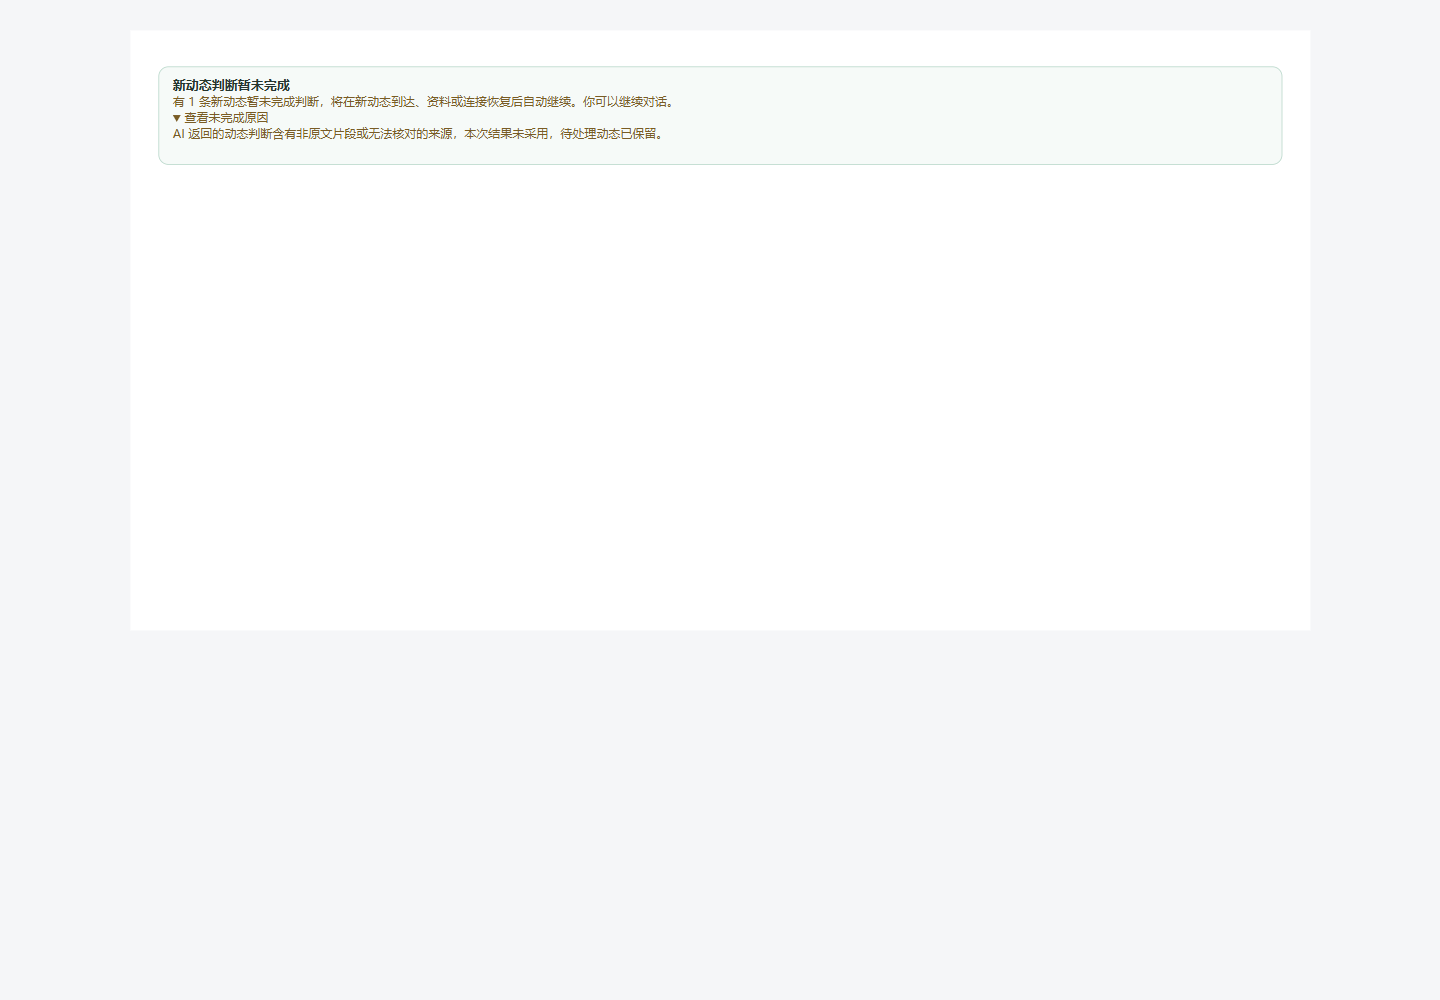 新动态判断暂未完成
有 1 条新动态暂未完成判断，将在新动态到达、资料或连接恢复后自动继续。你可以继续对话。
▼ 查看未完成原因
AI 返回的动态判断含有非原文片段或无法核对的来源，本次结果未采用，待处理动态已保留。